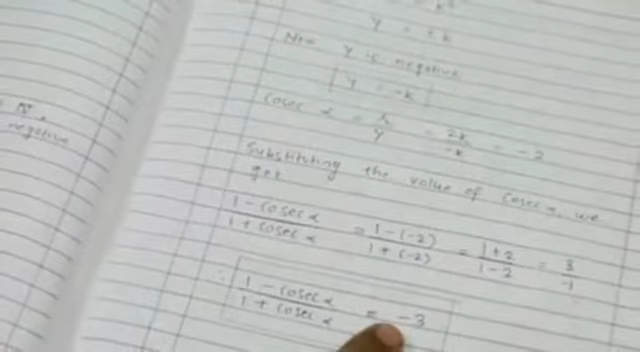 y = ± k
Now y is negative
y = -k
Cosec α = r/y = 2k/-k = -2
negative
Substituting the value of Cosec α, we
get
1 - cosec α / 1 + cosec α = 1-(-2) / 1+(-2) = 1+2 / 1-2 = 3 / -1
∴ 1 - cosec α / 1 + cosec α = -3